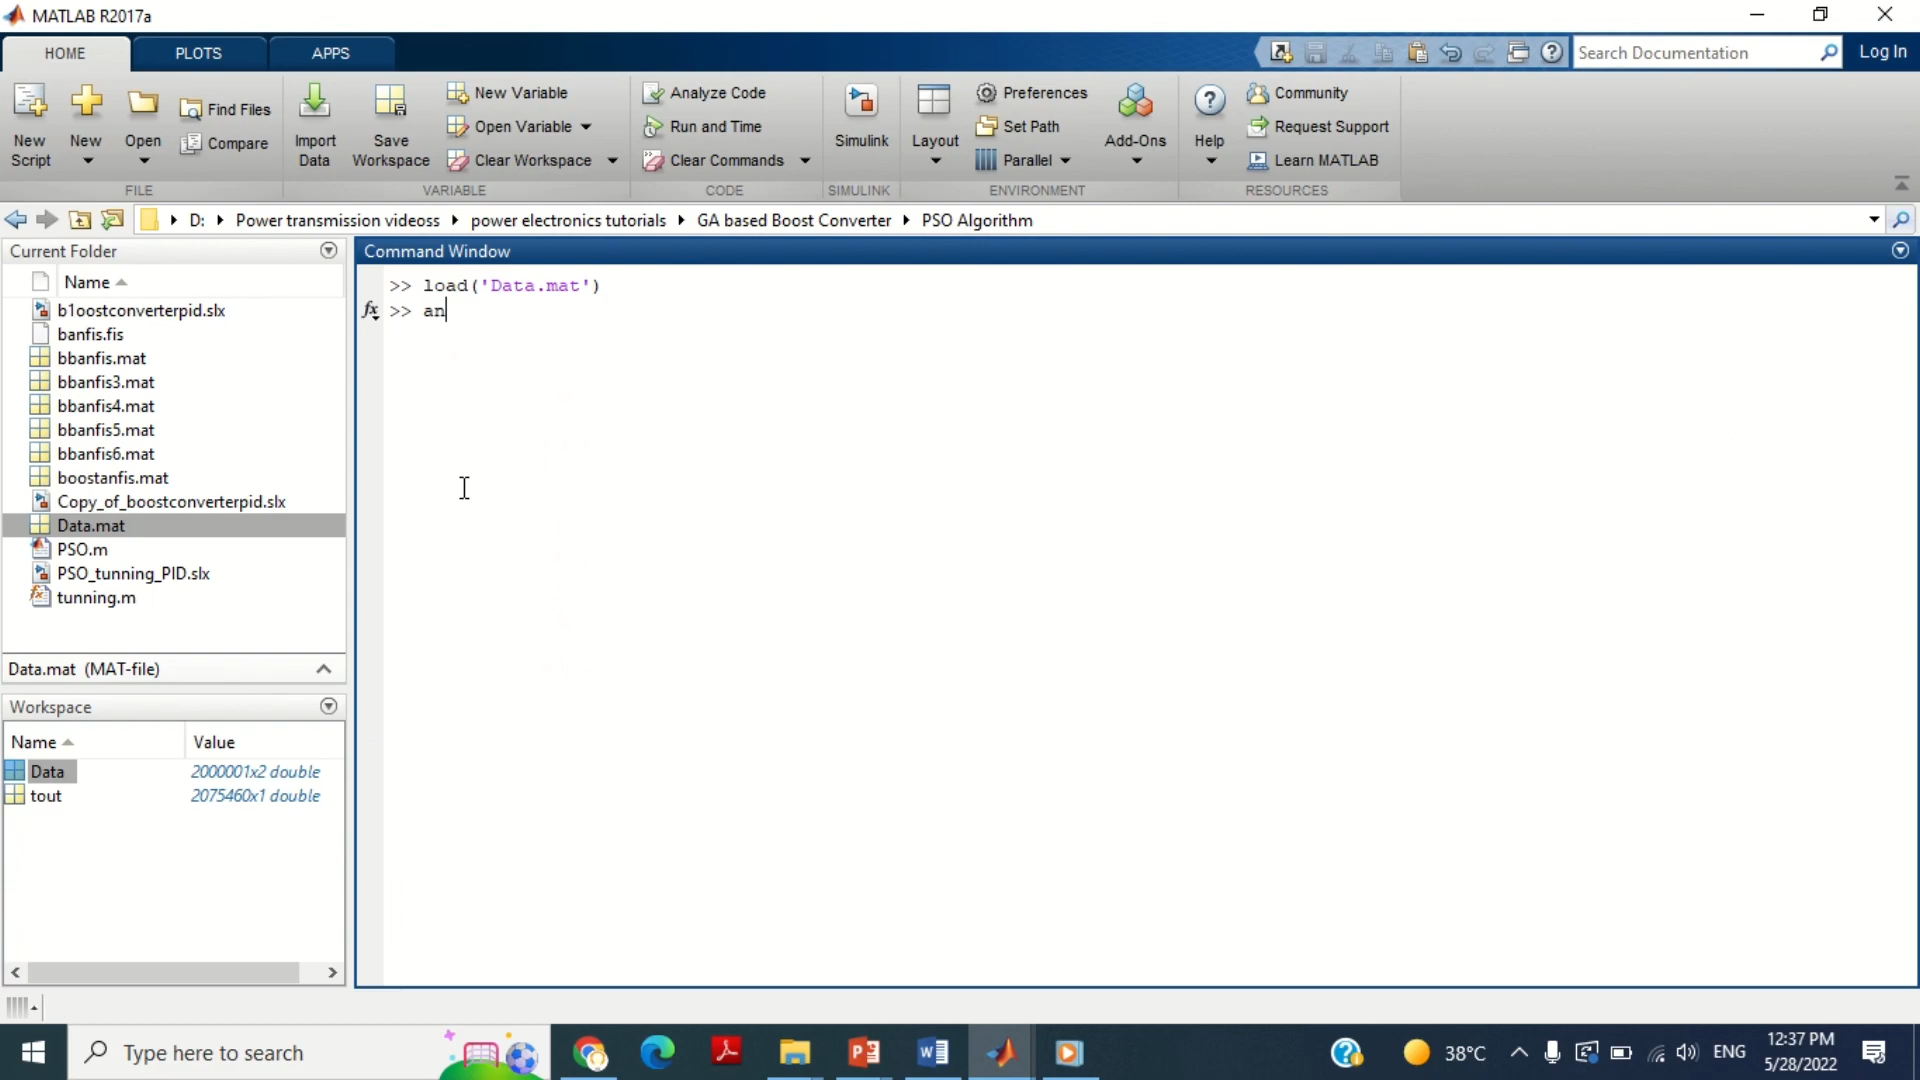 MATLAB R2017a
HOME PLOTS APPS
Search Documentation
Log In
New Script
New
Open
Find Files
Compare
FILE
Import Data
Save Workspace
New Variable
Open Variable
Clear Workspace
VARIABLE
Analyze Code
Run and Time
Clear Commands
CODE
Simulink
SIMULINK
Layout
Preferences
Set Path
Parallel
ENVIRONMENT
Add-Ons
Help
Community
Request Support
Learn MATLAB
RESOURCES
D: Power transmission videoss power electronics tutorials GA based Boost Converter PSO Algorithm
Current Folder
Name
b1oostconverterpid.slx
banfis.fis
bbanfis.mat
bbanfis3.mat
bbanfis4.mat
bbanfis5.mat
bbanfis6.mat
boostanfis.mat
Copy_of_boostconverterpid.slx
Data.mat
PSO.m
PSO_tunning_PID.slx
tunning.m
Data.mat (MAT-file)
Workspace
Name Value
Data 2000001x2 double
tout 2075460x1 double
Command Window
>> load('Data.mat')
fx >> an
Type here to search
38°C
ENG
12:37 PM
5/28/2022